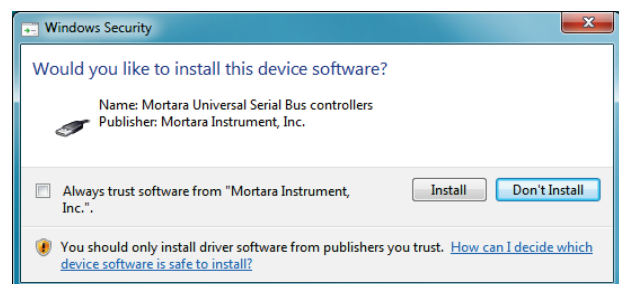 Windows Security
Would you like to install this device software?
Name: Mortara Universal Serial Bus controllers
Publisher: Mortara Instrument, Inc.
Always trust software from "Mortara Instrument,
Inc.".
Install
Don't Install
You should only install driver software from publishers you trust. How can I decide which
device software is safe to install?